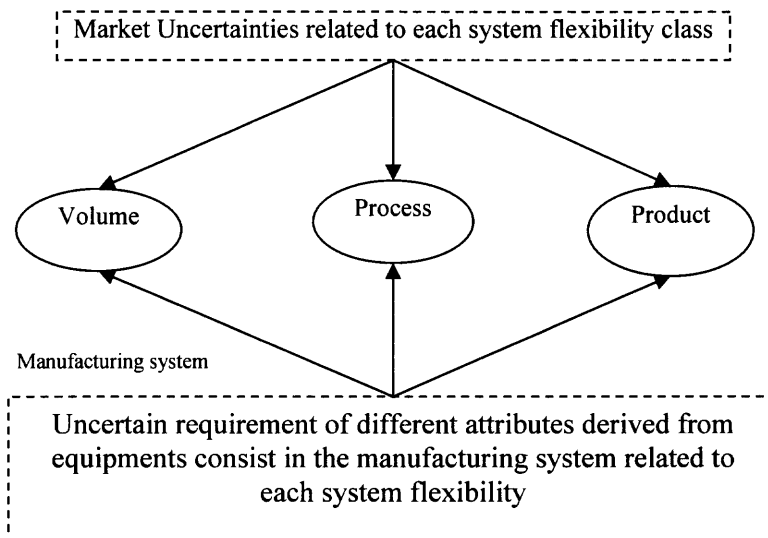 Market Uncertainties related to each system flexibility class
Volume
Process
Product
Manufacturing system
Uncertain requirement of different attributes derived from
equipments consist in the manufacturing system related to
each system flexibility